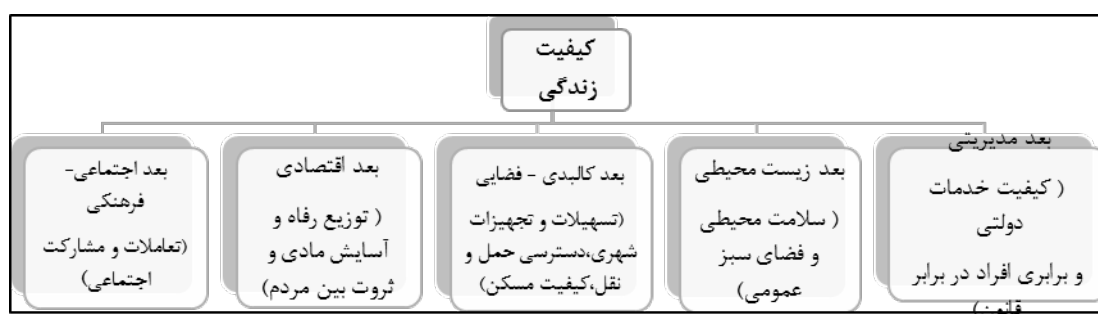 کیفیت
زندگی
بعد مدیریتی
( کیفیت خدمات
دولتی
و برابری افراد در برابر
قانون)
بعد زیست محیطی
( سلامت محیطی
و فضای سبز
عمومی)
بعد کالبدی - فضایی
(تسهیلات و تجهیزات
شهری،دسترسی حمل و
نقل،کیفیت مسکن)
بعد اقتصادی
( توزیع رفاه و
آسایش مادی و
ثروت بین مردم)
بعد اجتماعی-
فرهنکی
(تعاملات و مشارکت
اجتماعی)